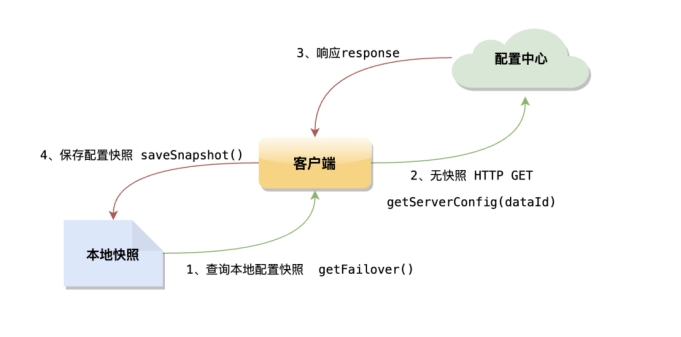 3、响应response
配置中心
4、保存配置快照 saveSnapshot()
客户端
2、无快照 HTTP GET
getServerConfig(dataId)
本地快照
1、查询本地配置快照  getFailover()